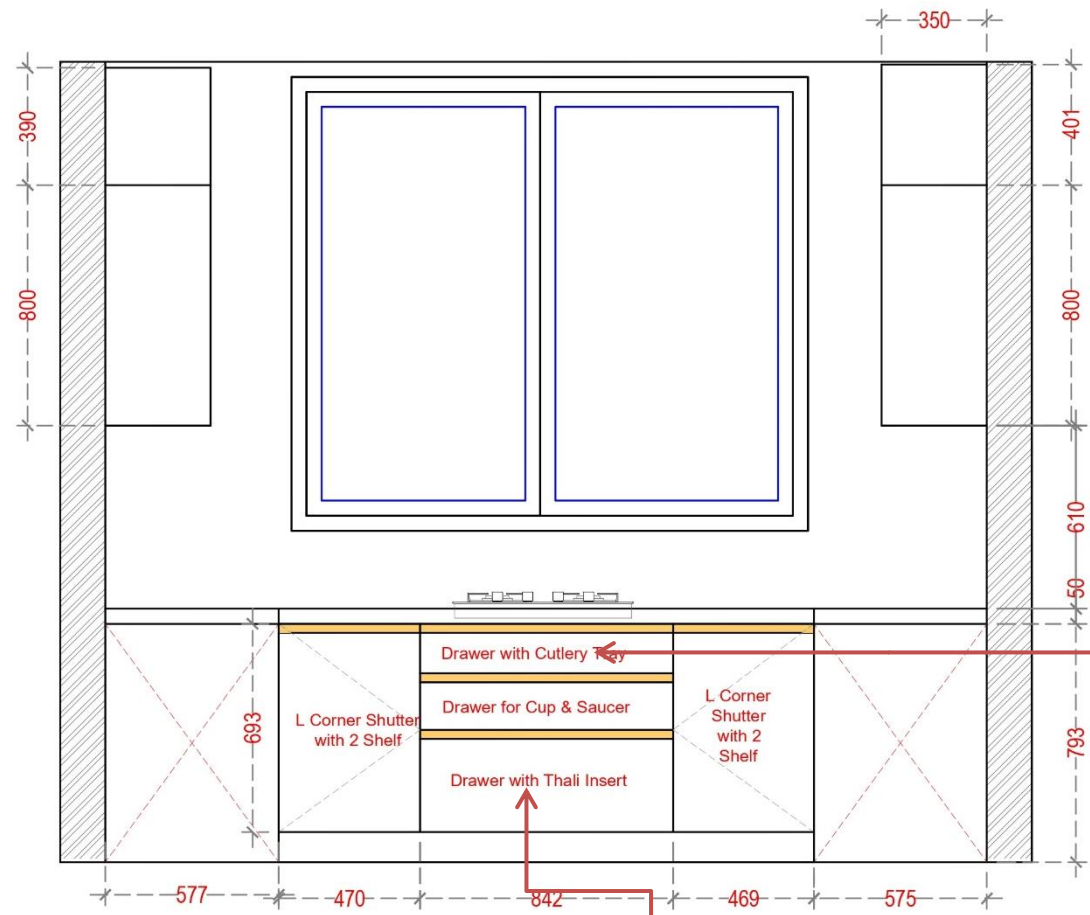 350
390
401
800
800
610
50
Drawer with Cutlery Tray
Drawer for Cup & Saucer
L Corner Shutter
with 2 Shelf
L Corner
Shutter
with 2
Shelf
693
793
Drawer with Thali Insert
577
470
842
469
575